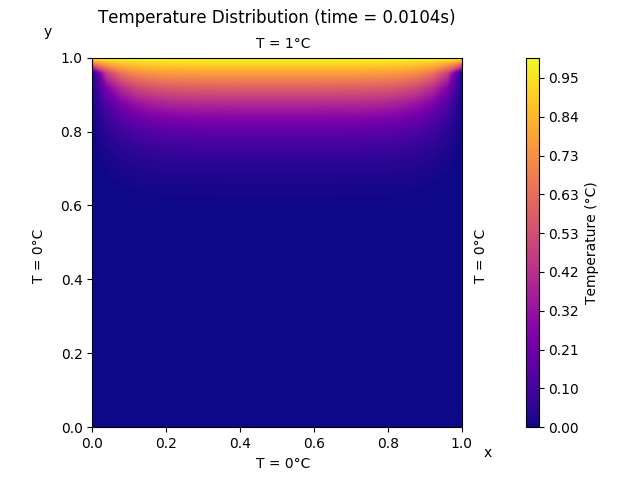 Temperature Distribution (time = 0.0104s)
y
T = 1°C
1.0
0.8
0.6
0.4
0.2
0.0
T = 0°C
T = 0°C
0.0 0.2 0.4 0.6 0.8 1.0
x
T = 0°C
0.95
0.84
0.73
0.63
0.53
0.42
0.32
0.21
0.10
0.00
Temperature (°C)